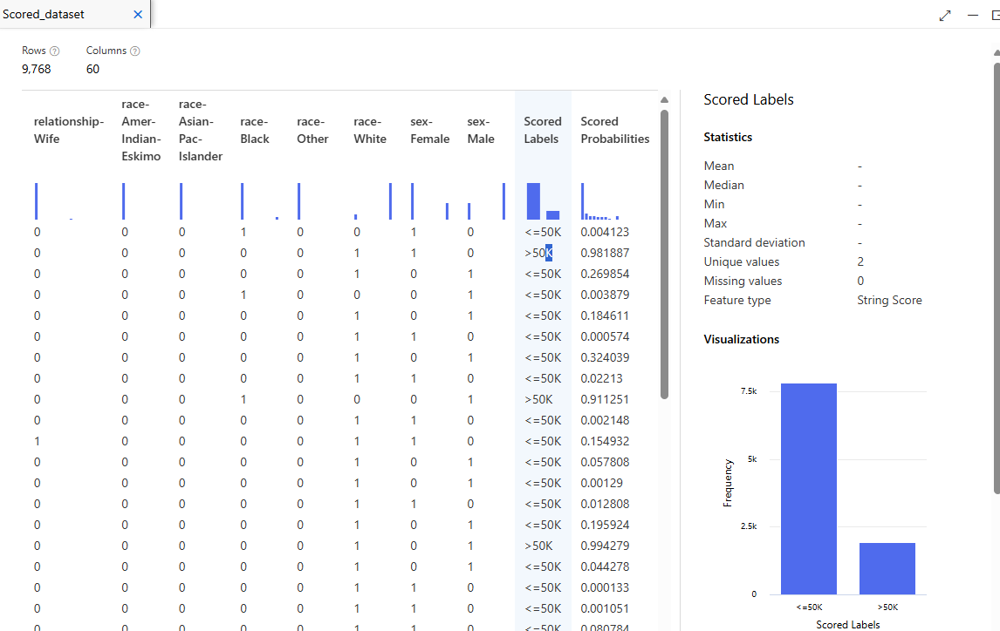 Scored_dataset
Rows Columns
9,768 60
relationship-Wife race-Amer-Indian-Eskimo race-Asian-Pac-Islander race-Black race-Other race-White sex-Female sex-Male Scored Labels Scored Probabilities
0 0 0 1 0 0 1 0 <=50K 0.004123
0 0 0 0 0 1 1 0 >50K 0.981887
0 0 0 0 0 1 0 1 <=50K 0.269854
0 0 0 1 0 0 0 1 <=50K 0.003879
0 0 0 0 0 1 0 1 <=50K 0.184611
0 0 0 0 0 1 1 0 <=50K 0.000574
0 0 0 0 0 1 0 1 <=50K 0.324039
0 0 0 0 0 1 1 0 <=50K 0.02213
0 0 0 1 0 0 0 1 >50K 0.911251
0 0 0 0 0 1 1 0 <=50K 0.002148
1 0 0 0 0 1 1 0 <=50K 0.154932
0 0 0 0 0 1 0 1 <=50K 0.057808
0 0 0 0 0 1 0 1 <=50K 0.00129
0 0 0 0 0 1 1 0 <=50K 0.012808
0 0 0 0 0 1 0 1 <=50K 0.195924
0 0 0 0 0 1 0 1 >50K 0.994279
0 0 0 0 0 1 0 1 <=50K 0.044278
0 0 0 0 0 1 1 0 <=50K 0.000133
0 0 0 0 0 1 1 0 <=50K 0.001051
0 0 0 0 0 1 0 1 <=50K 0.080784
Scored Labels
Statistics
Mean -
Median -
Min -
Max -
Standard deviation -
Unique values 2
Missing values 0
Feature type String Score
Visualizations
7.5k
5k
2.5k
0
Frequency
<=50K >50K
Scored Labels